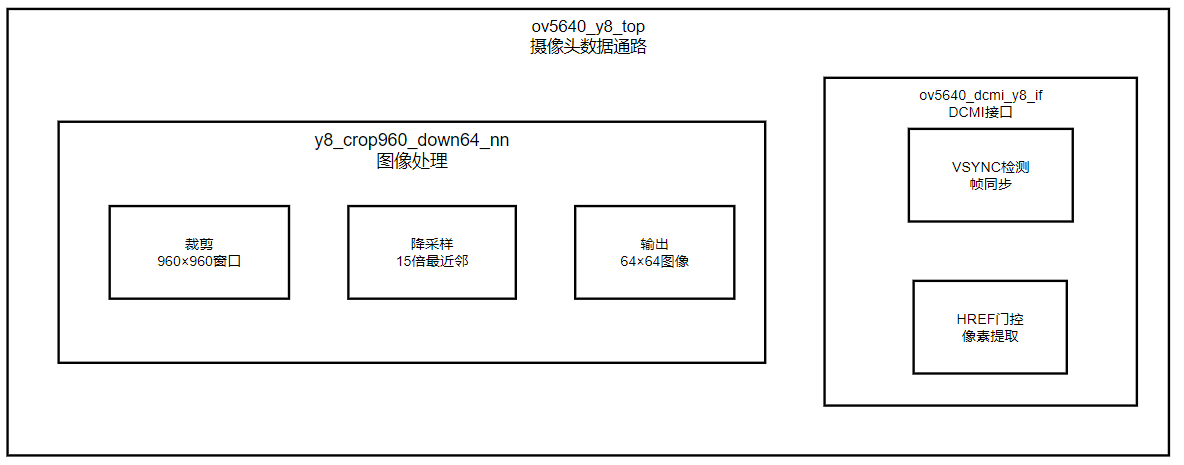 ov5640_y8_top
摄像头数据通路
y8_crop960_down64_nn
图像处理
裁剪
960×960窗口
降采样
15倍最近邻
输出
64×64图像
ov5640_dcmi_y8_if
DCMI接口
VSYNC检测
帧同步
HREF门控
像素提取